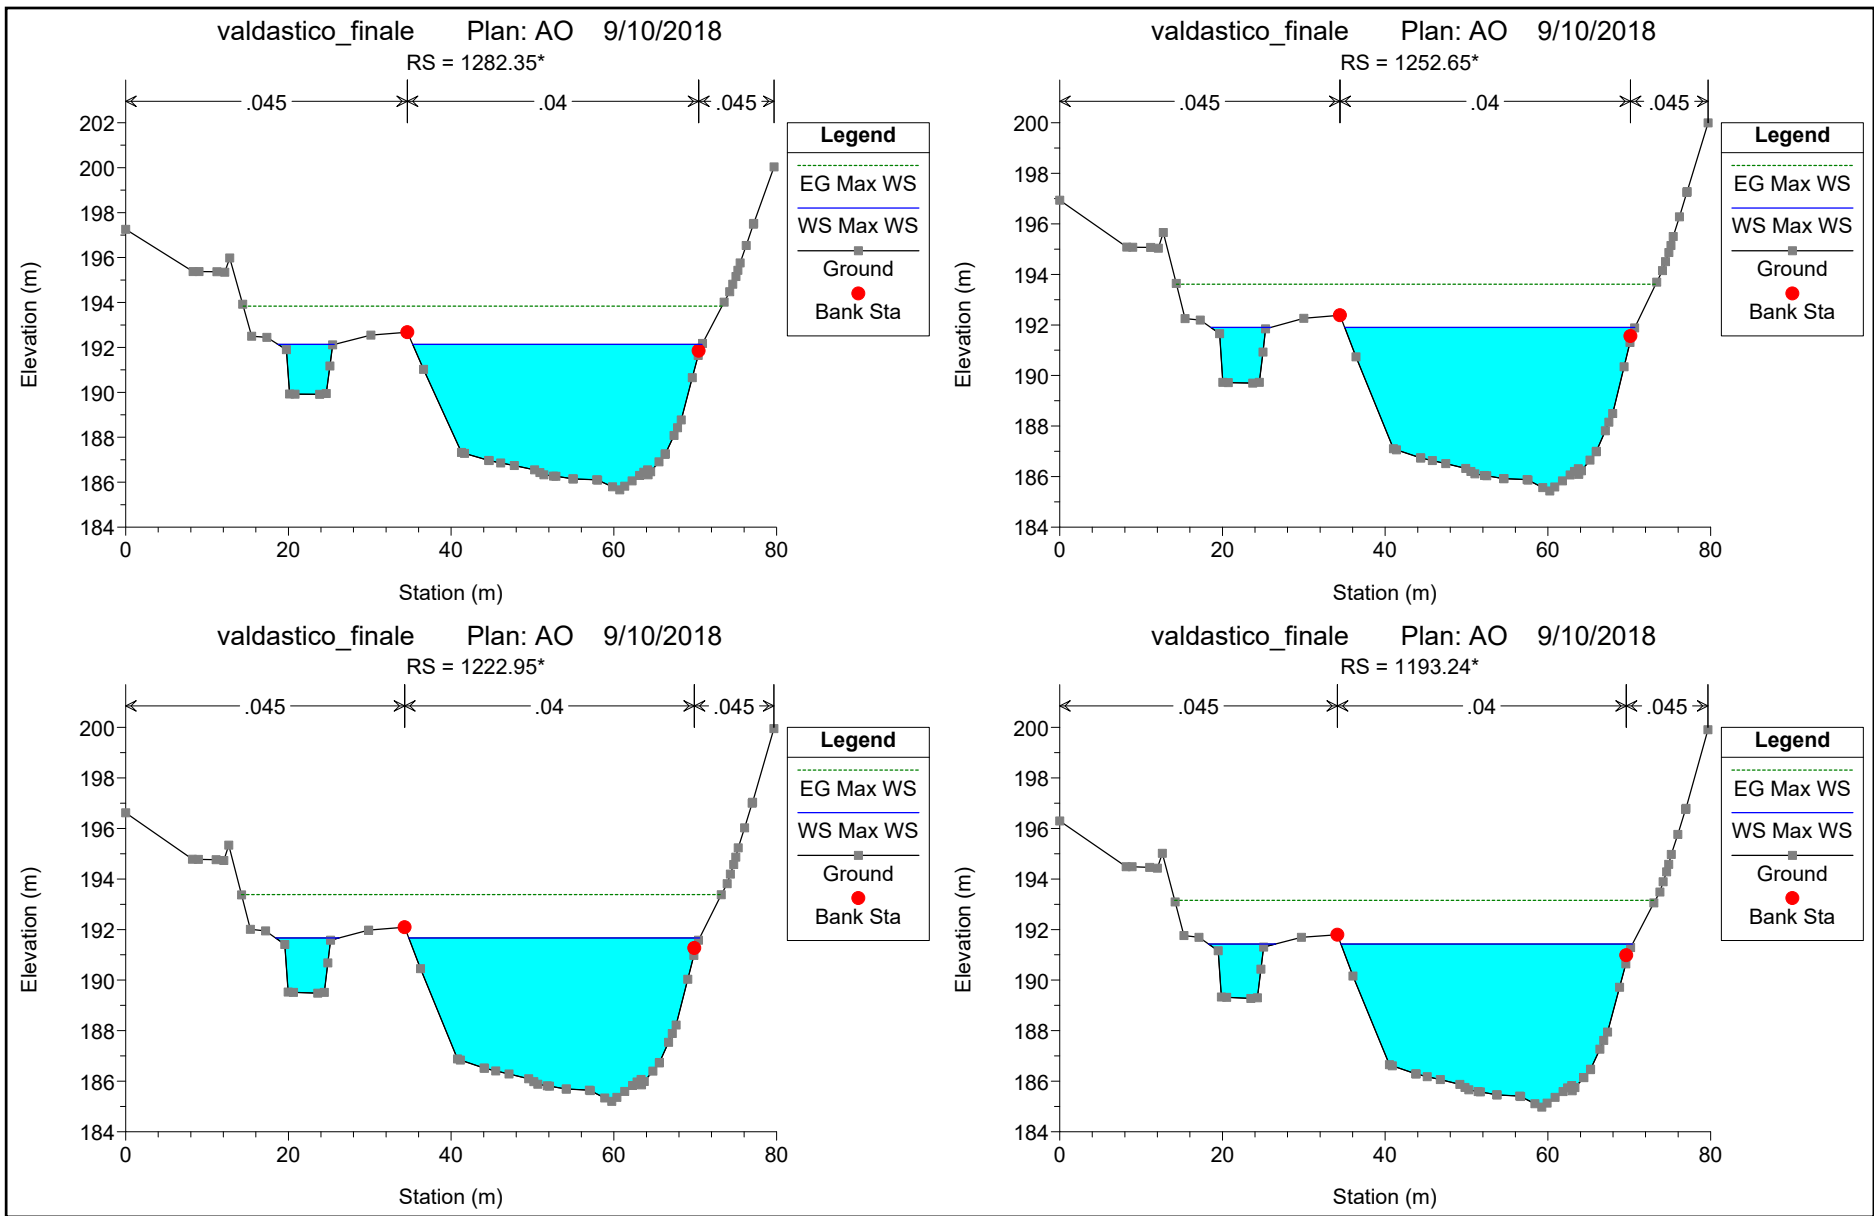 valdastico_finale Plan: AO 9/10/2018
RS = 1282.35*
.045 .04 .045
202
200
198
196
194
192
190
188
186
184
Elevation (m)
0 20 40 60 80
Station (m)
Legend
EG Max WS
WS Max WS
Ground
Bank Sta
valdastico_finale Plan: AO 9/10/2018
RS = 1252.65*
.045 .04 .045
200
198
196
194
192
190
188
186
184
Elevation (m)
0 20 40 60 80
Station (m)
Legend
EG Max WS
WS Max WS
Ground
Bank Sta
valdastico_finale Plan: AO 9/10/2018
RS = 1222.95*
.045 .04 .045
200
198
196
194
192
190
188
186
184
Elevation (m)
0 20 40 60 80
Station (m)
Legend
EG Max WS
WS Max WS
Ground
Bank Sta
valdastico_finale Plan: AO 9/10/2018
RS = 1193.24*
.045 .04 .045
200
198
196
194
192
190
188
186
184
Elevation (m)
0 20 40 60 80
Station (m)
Legend
EG Max WS
WS Max WS
Ground
Bank Sta